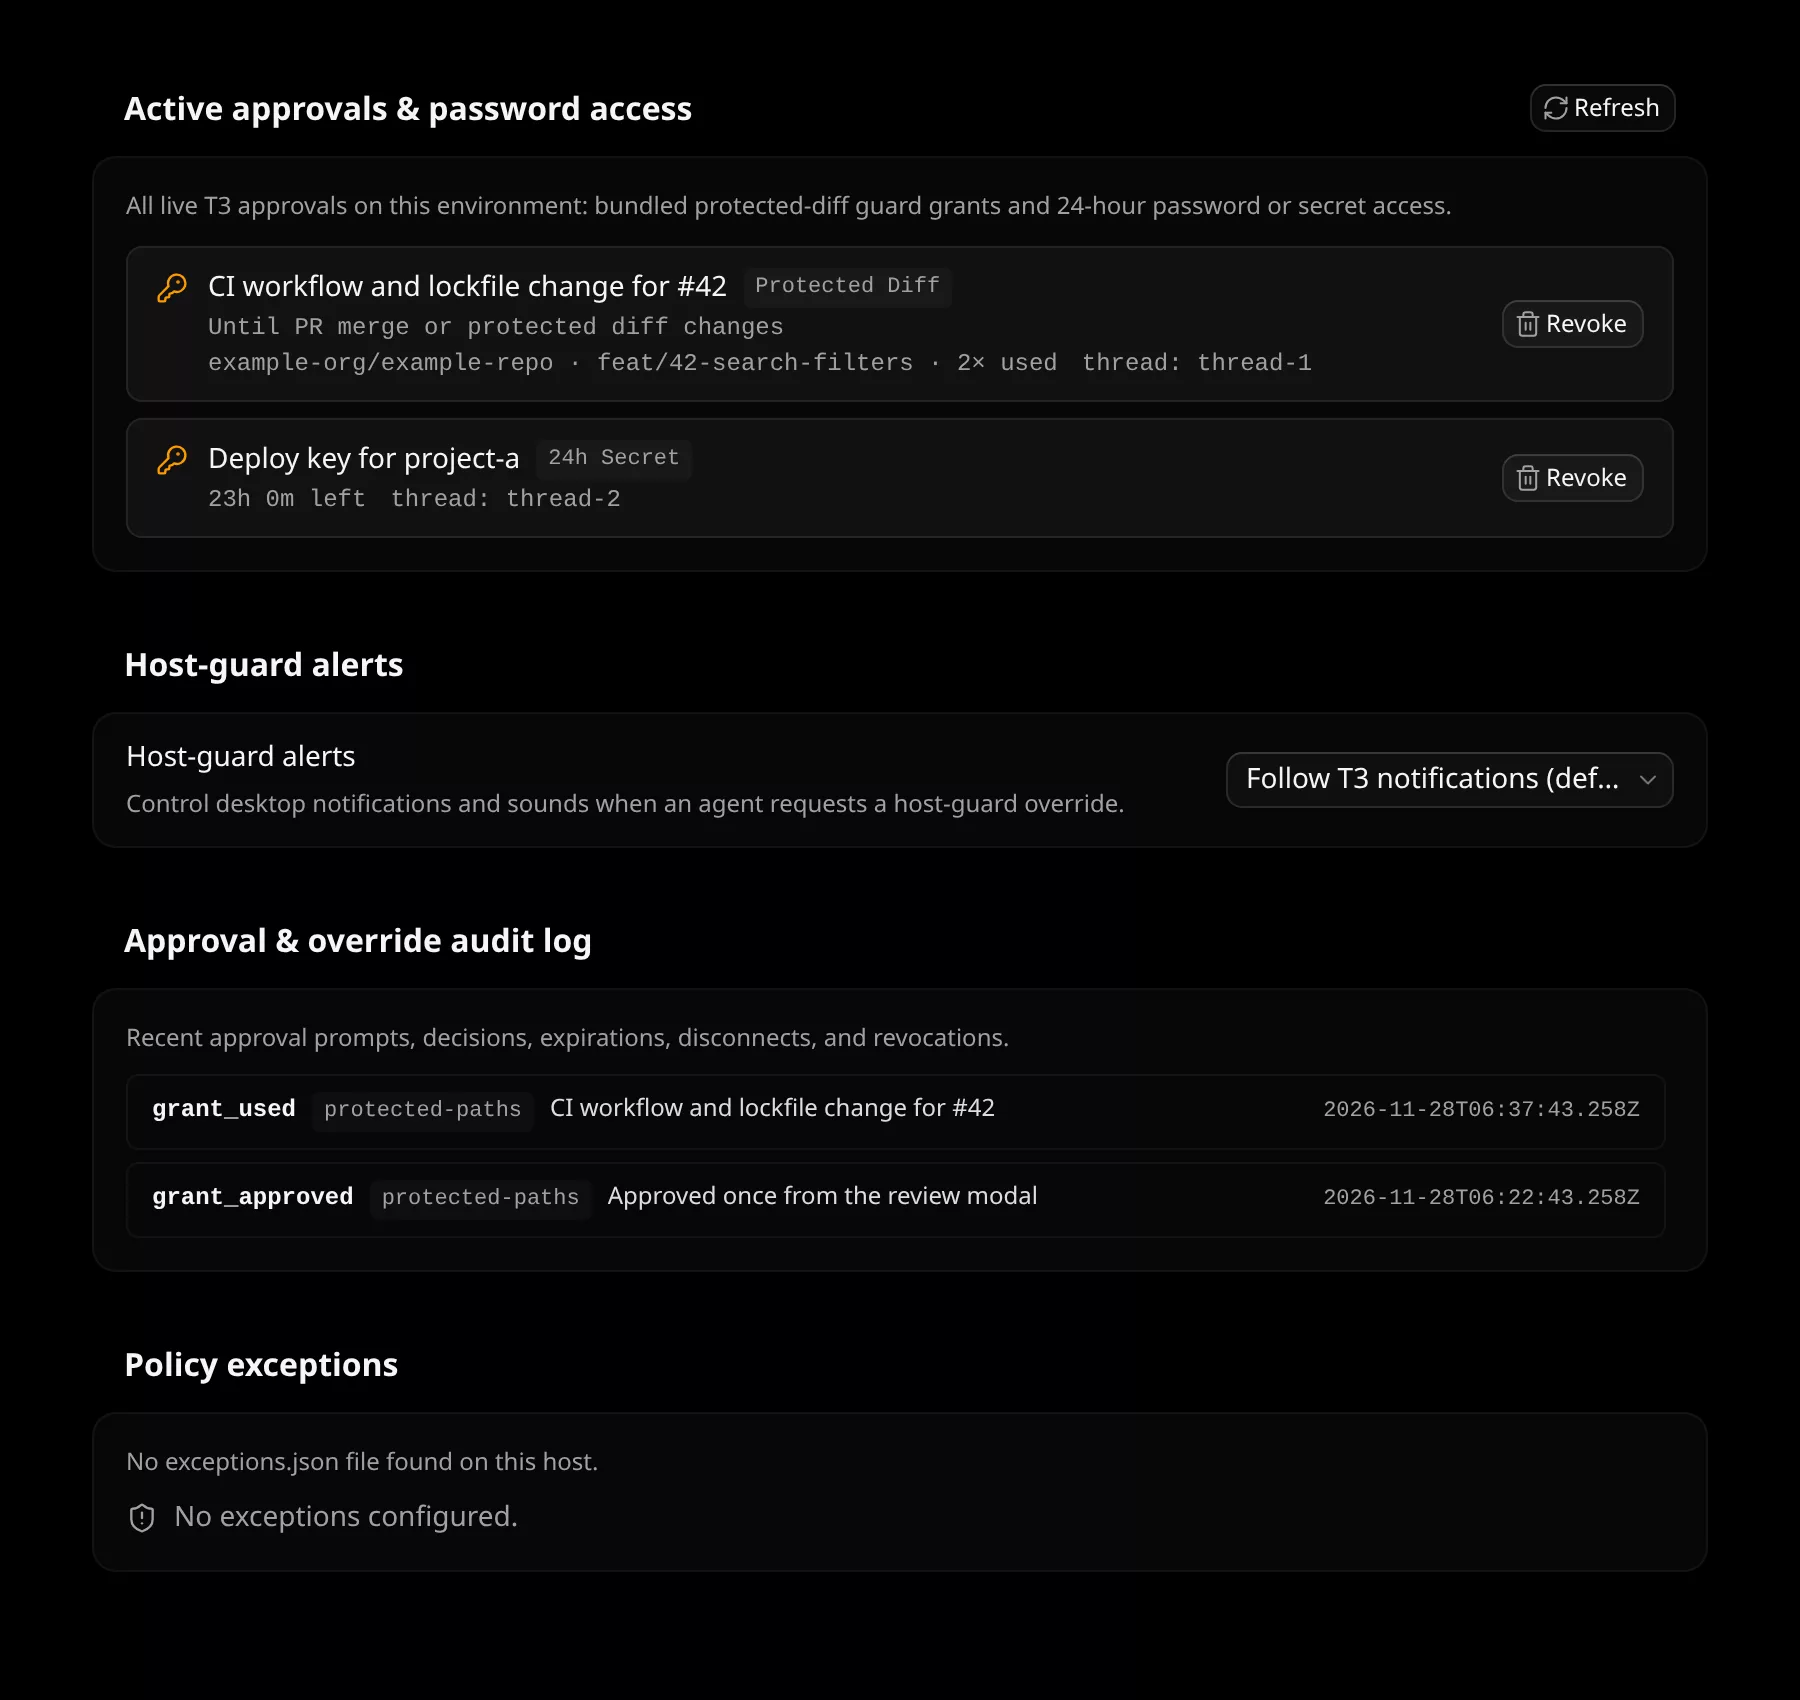 Active approvals & password access
Refresh
All live T3 approvals on this environment: bundled protected-diff guard grants and 24-hour password or secret access.
CI workflow and lockfile change for #42 Protected Diff
Until PR merge or protected diff changes
Revoke
example-org/example-repo · feat/42-search-filters · 2× used thread: thread-1
Deploy key for project-a 24h Secret
Revoke
23h 0m left thread: thread-2
Host-guard alerts
Host-guard alerts
Follow T3 notifications (def...
Control desktop notifications and sounds when an agent requests a host-guard override.
Approval & override audit log
Recent approval prompts, decisions, expirations, disconnects, and revocations.
grant_used protected-paths CI workflow and lockfile change for #42 2026-11-28T06:37:43.258Z
grant_approved protected-paths Approved once from the review modal 2026-11-28T06:22:43.258Z
Policy exceptions
No exceptions.json file found on this host.
No exceptions configured.